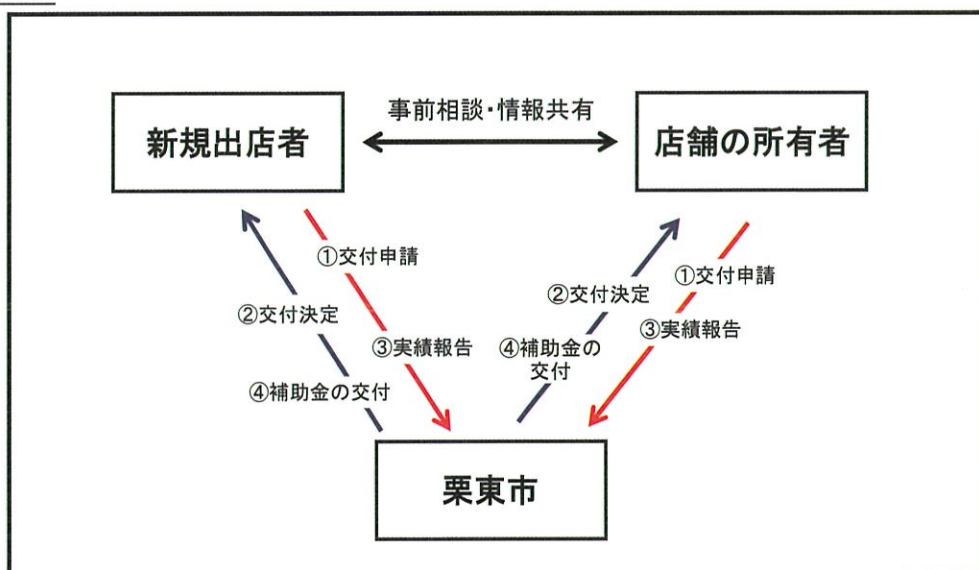 事前相談・情報共有
新規出店者
店舗の所有者
①交付申請
②交付決定
③実績報告
④補助金の交付
①交付申請
②交付決定
③実績報告
④補助金の
交付
栗東市